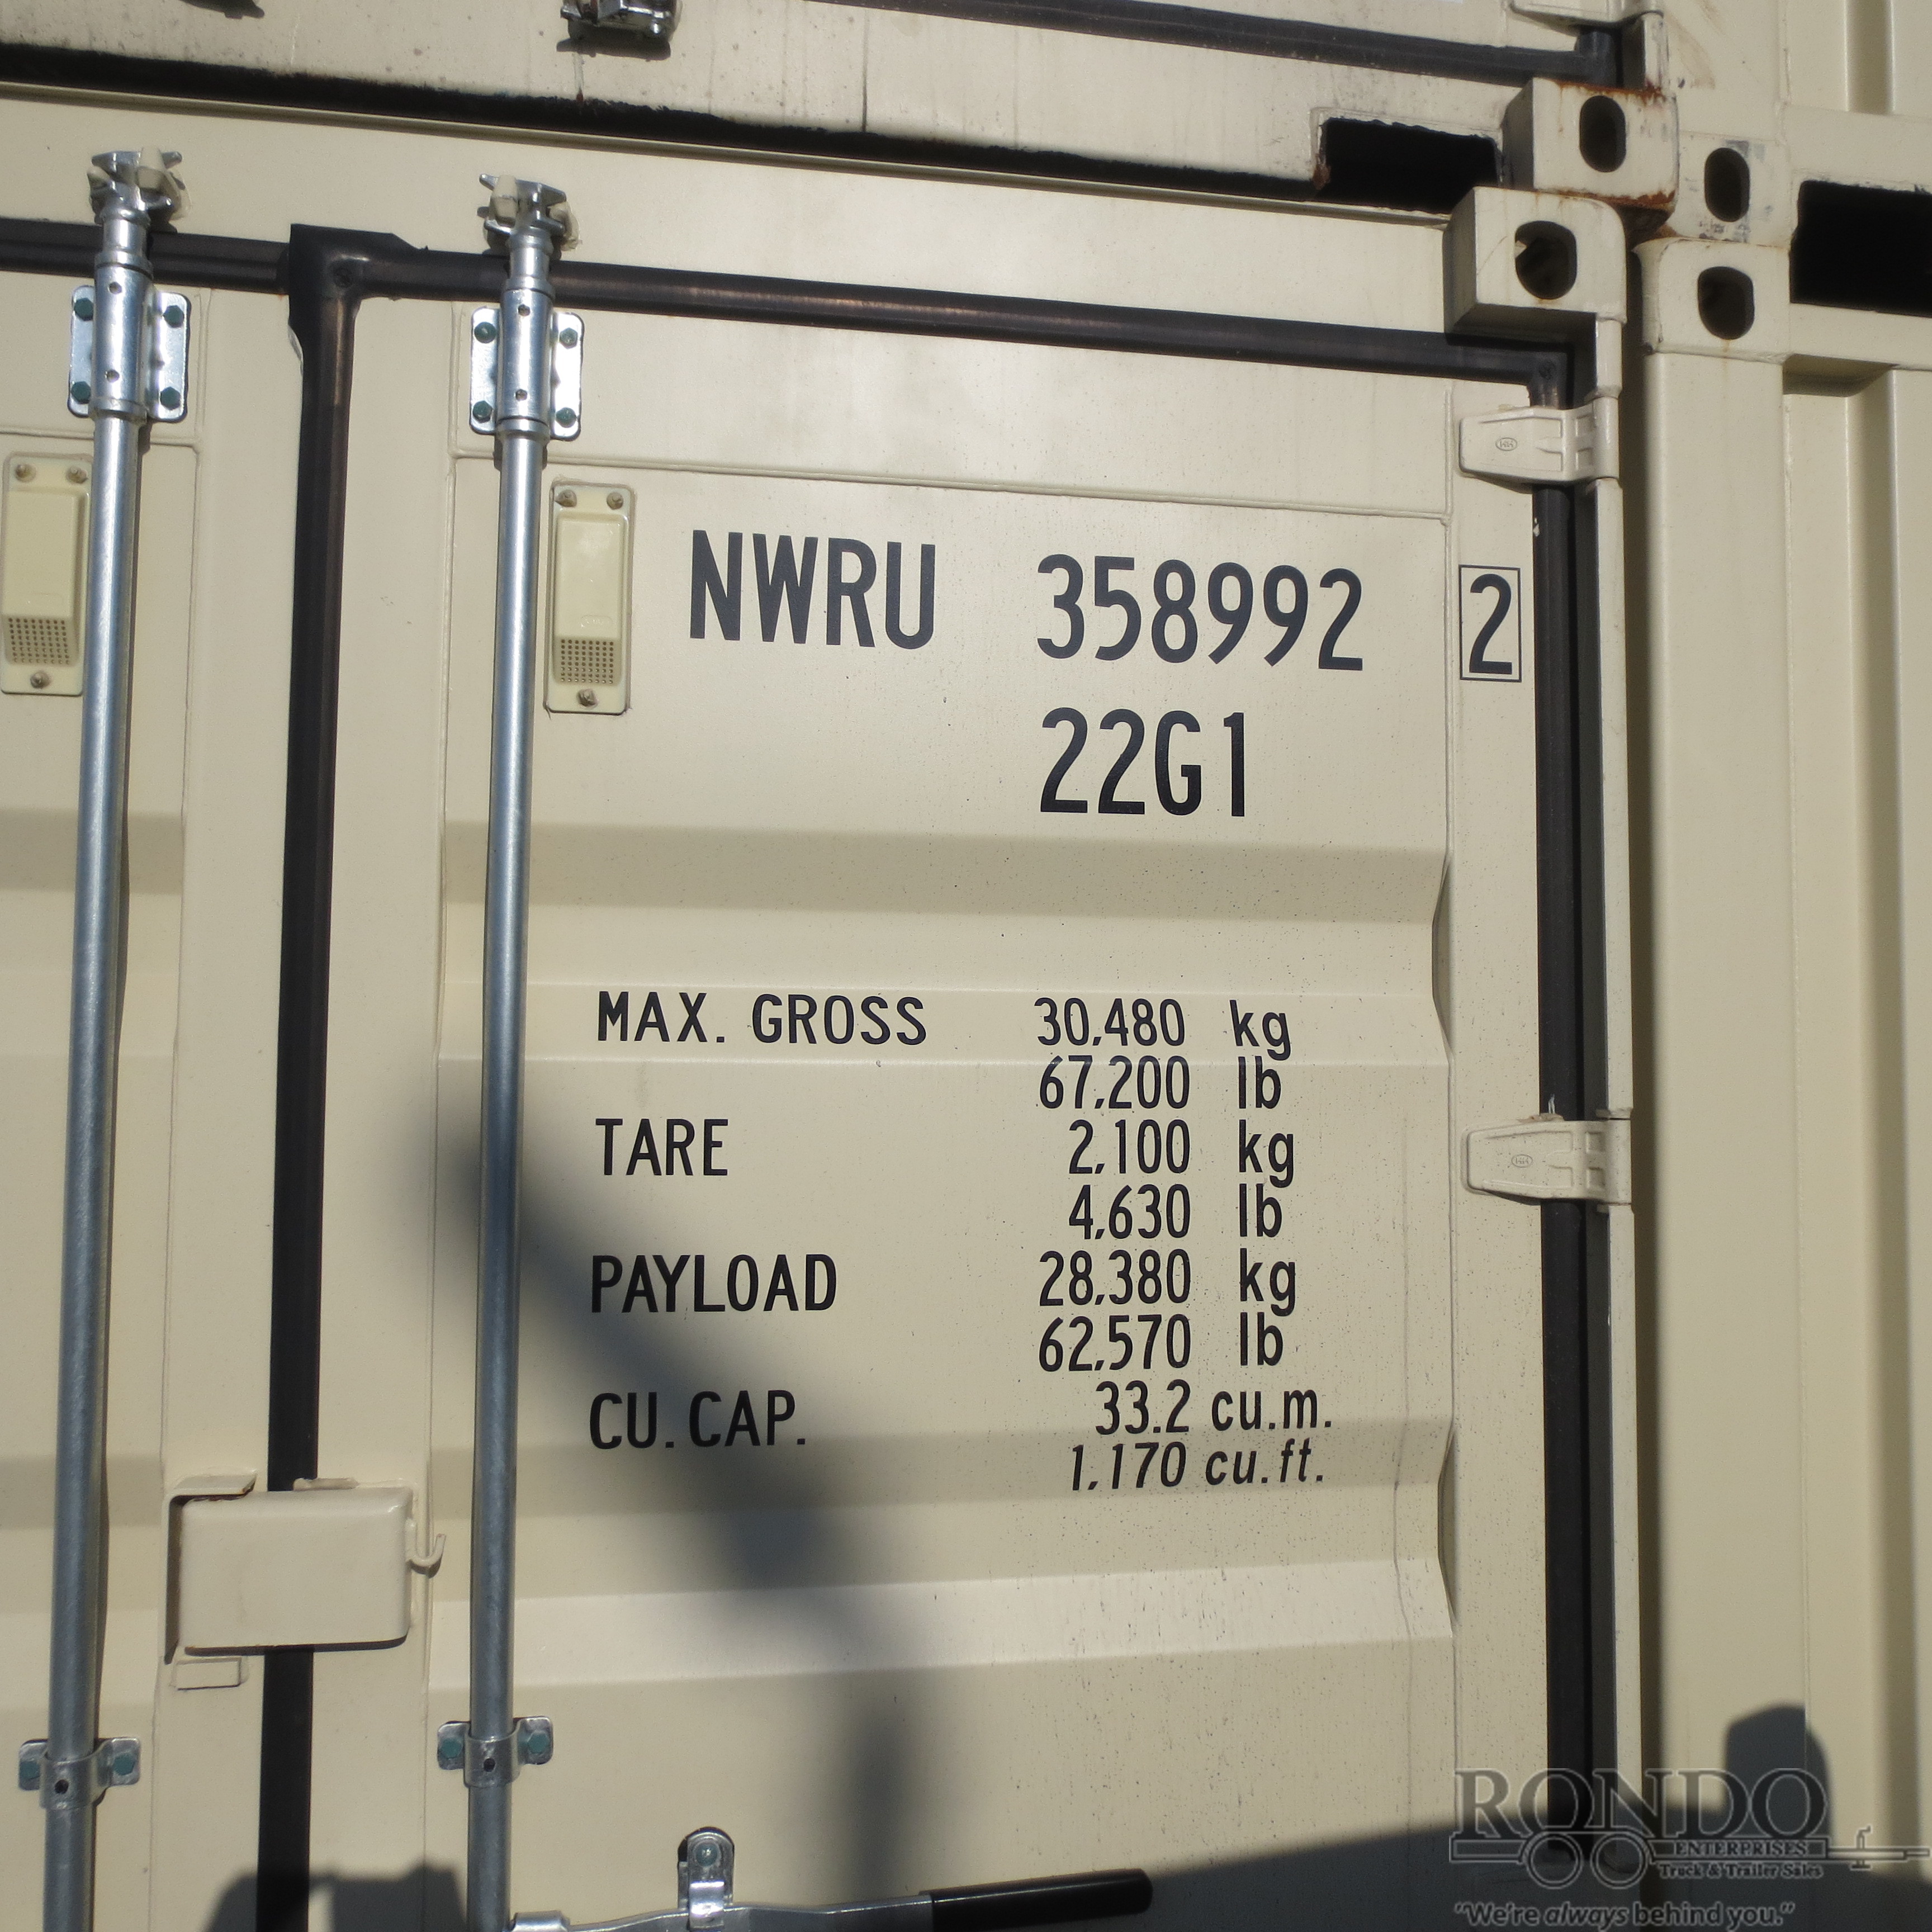 NWRU 358992 2
22G1
MAX. GROSS 30,480 kg
67,200 lb
TARE 2,100 kg
4,630 lb
PAYLOAD 28,380 kg
62,570 lb
CU. CAP. 33.2 cu.m.
1,170 cu.ft.
RONDO
ENTERPRISES
Truck & Trailer Sales
"We're always behind you."